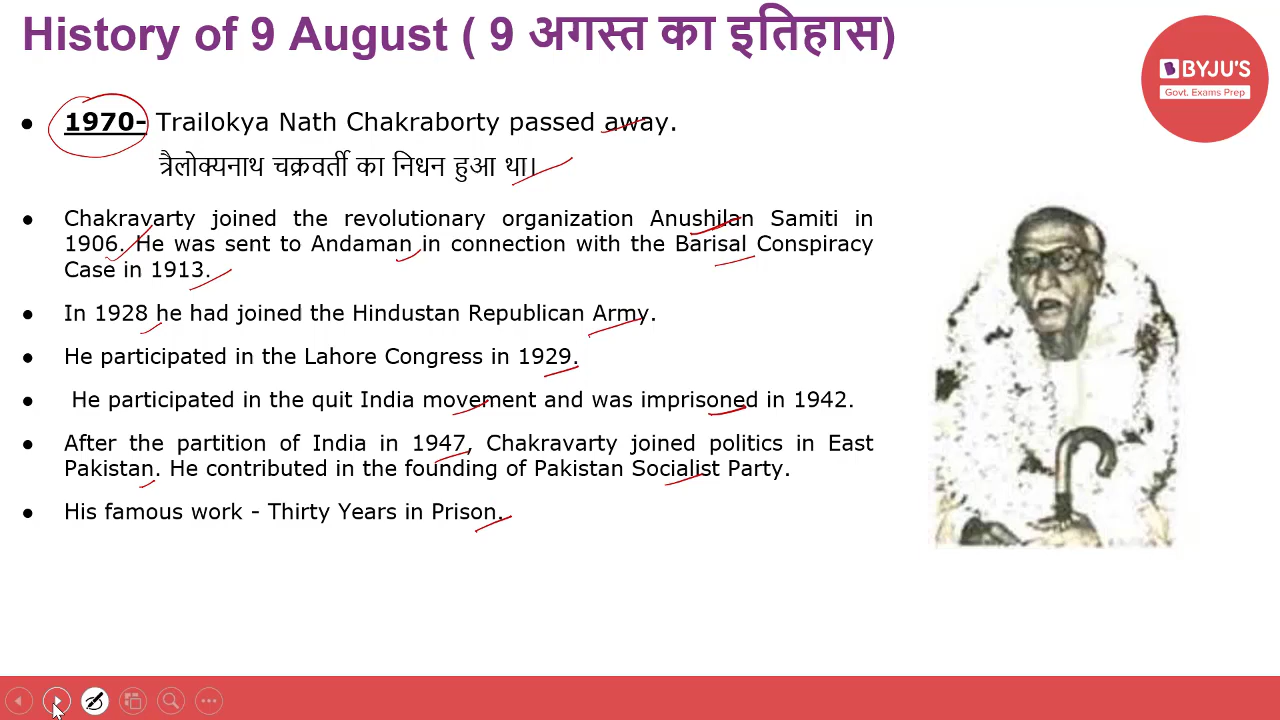 History of 9 August ( 9 अगस्त का इतिहास)
BYJU'S
Govt. Exams Prep
● 1970- Trailokya Nath Chakraborty passed away.
त्रैलोक्यनाथ चक्रवर्ती का निधन हुआ था।
● Chakravarty joined the revolutionary organization Anushilan Samiti in
1906. He was sent to Andaman in connection with the Barisal Conspiracy
Case in 1913.
● In 1928 he had joined the Hindustan Republican Army.
● He participated in the Lahore Congress in 1929.
● He participated in the quit India movement and was imprisoned in 1942.
● After the partition of India in 1947, Chakravarty joined politics in East
Pakistan. He contributed in the founding of Pakistan Socialist Party.
● His famous work - Thirty Years in Prison.